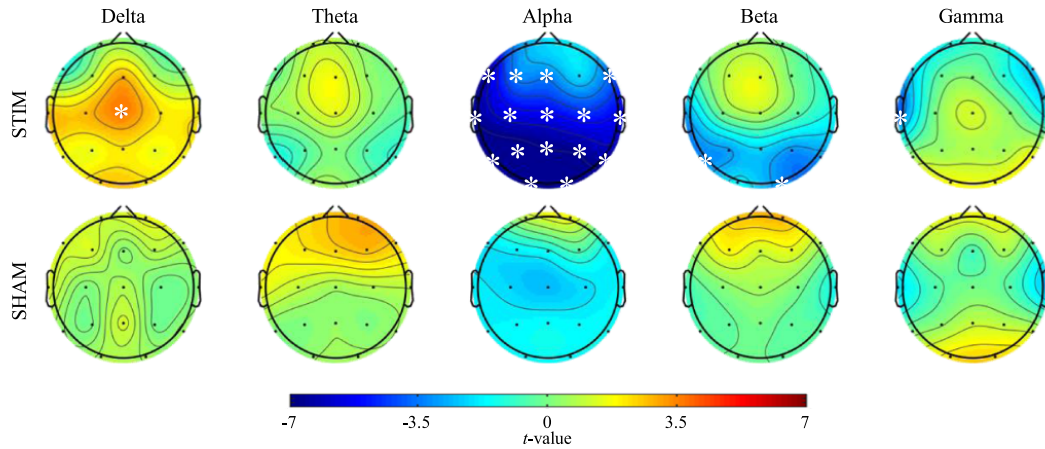 Delta Theta Alpha Beta Gamma
STIM
* 
* * * *
* * * * *
* * * * *
* *
* *
*
SHAM
-7 -3.5 0 3.5 7
t-value